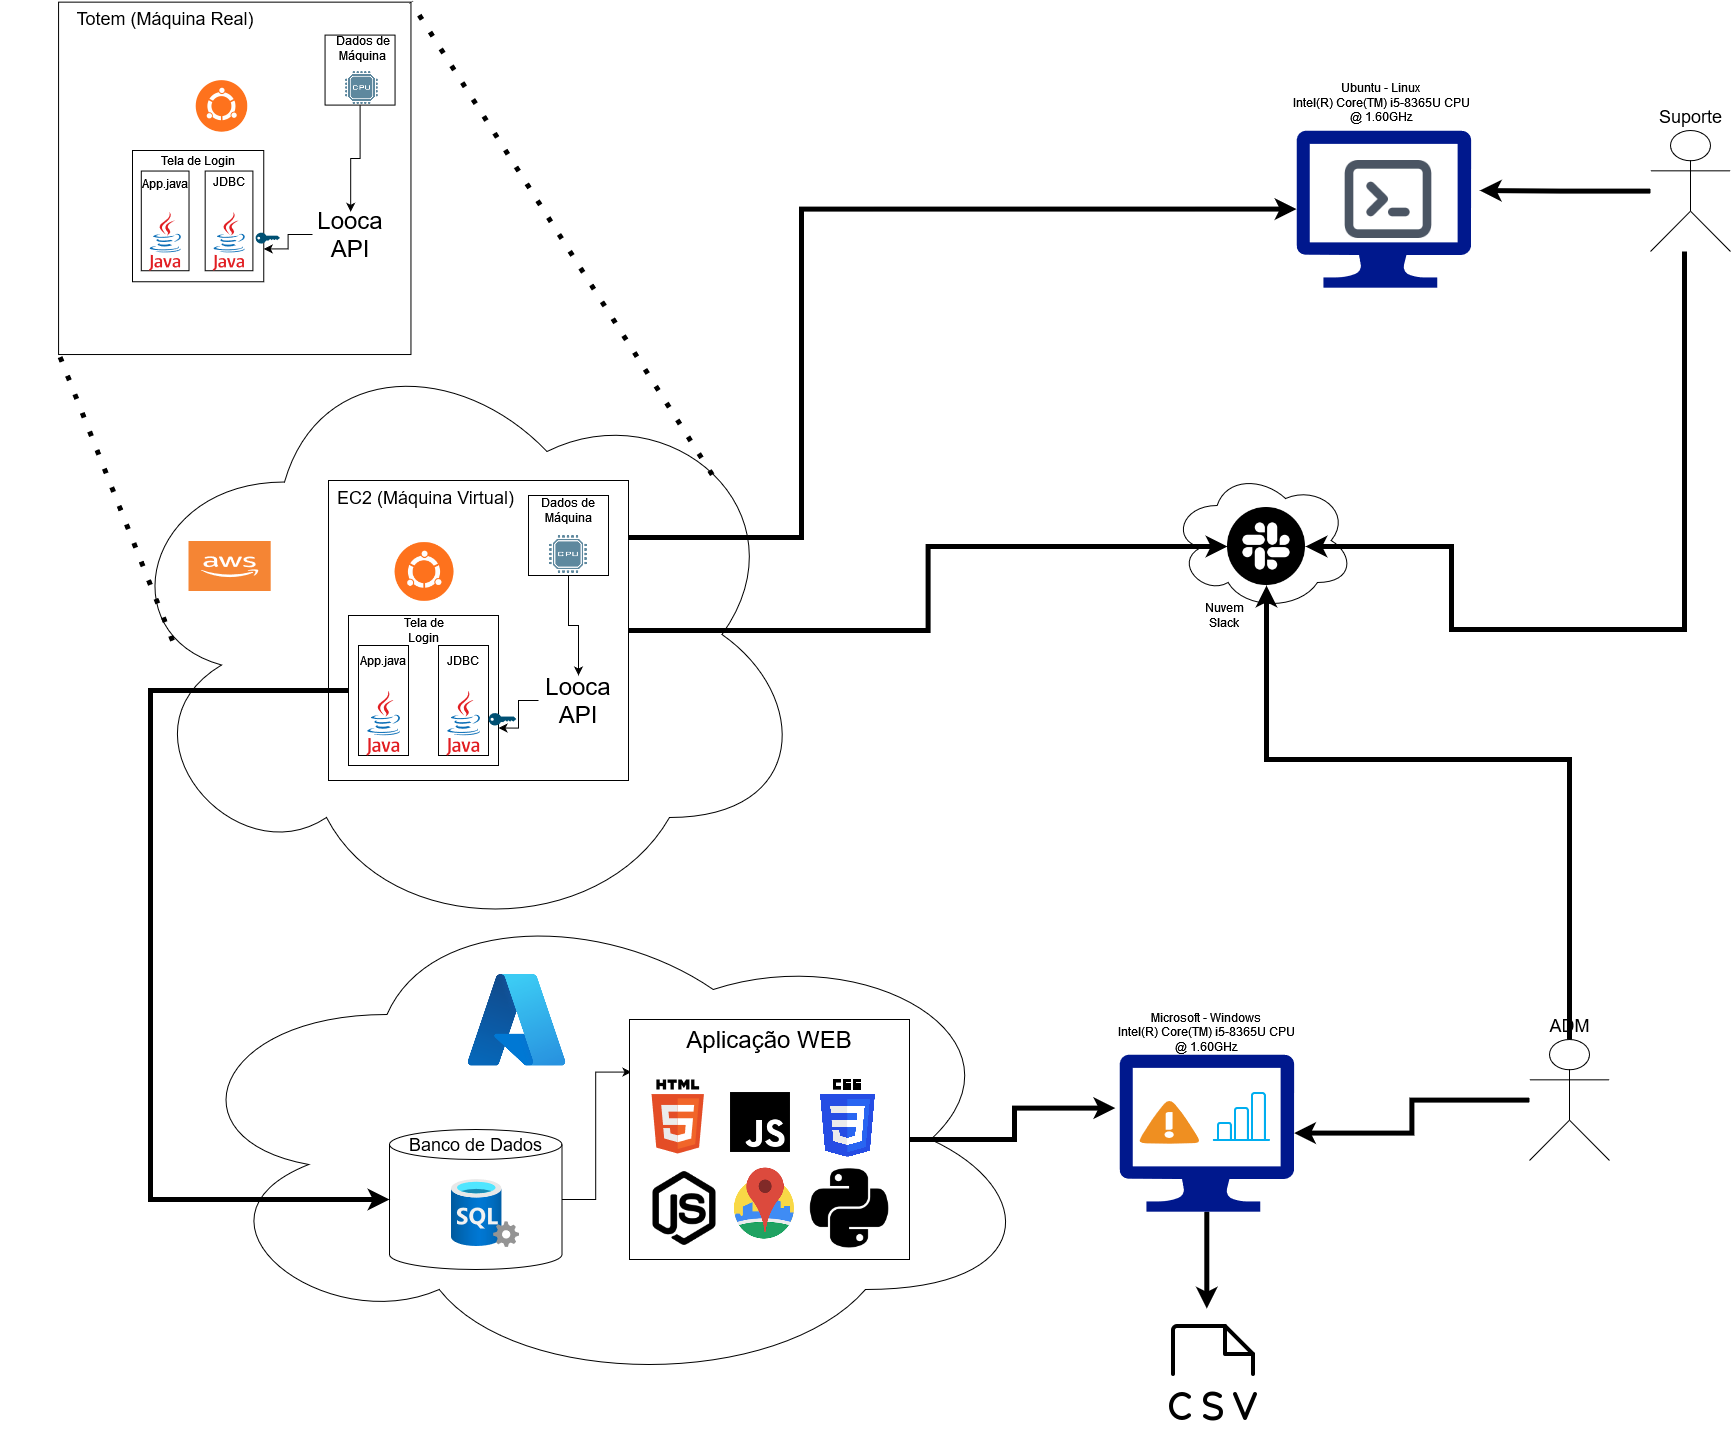 Totem (Máquina Real)
Dados de
Máquina
CPU
Tela de Login
App.java
JDBC
Java
Java
Looca
API
Ubuntu - Linux
Intel(R) Core(TM) i5-8365U CPU
@ 1.60GHz
Suporte
aws
EC2 (Máquina Virtual)
Dados de
Máquina
CPU
Tela de
Login
App.java
JDBC
Java
Java
Looca
API
Nuvem
Slack
Aplicação WEB
HTML
5
JS
CSS
3
JS
Banco de Dados
SQL
Microsoft - Windows
Intel(R) Core(TM) i5-8365U CPU
@ 1.60GHz
ADM
CSV